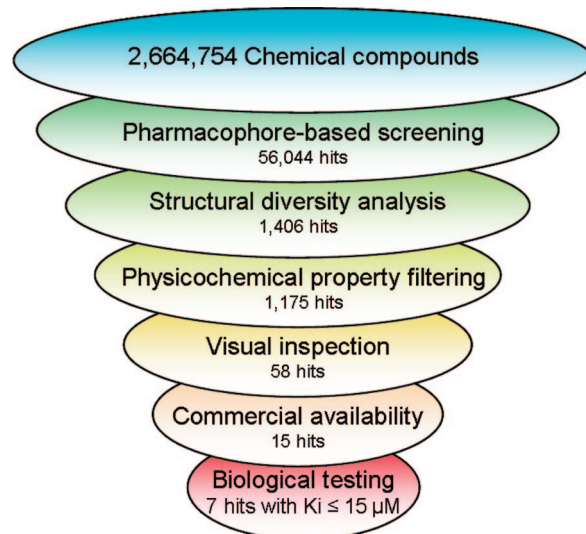 2,664,754 Chemical compounds
Pharmacophore-based screening
56,044 hits
Structural diversity analysis
1,406 hits
Physicochemical property filtering
1,175 hits
Visual inspection
58 hits
Commercial availability
15 hits
Biological testing
7 hits with Ki ≤ 15 µM